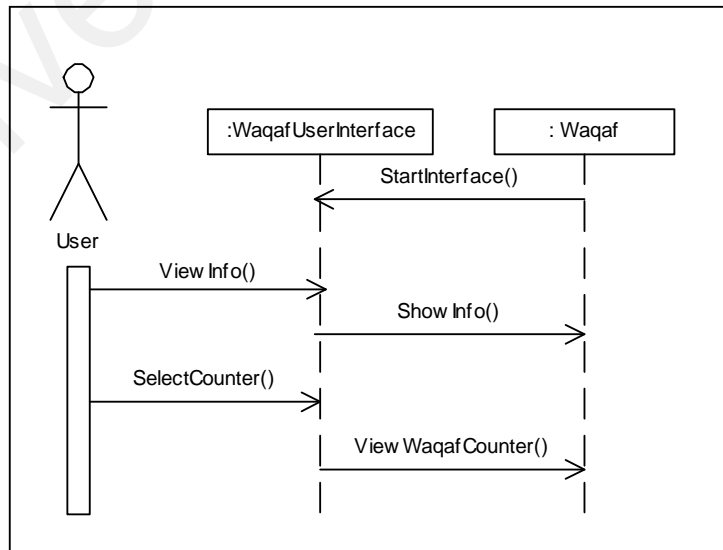 :WaqafUserInterface
: Waqaf
StartInterface()
User
View Info()
Show Info()
SelectCounter()
View WaqafCounter()